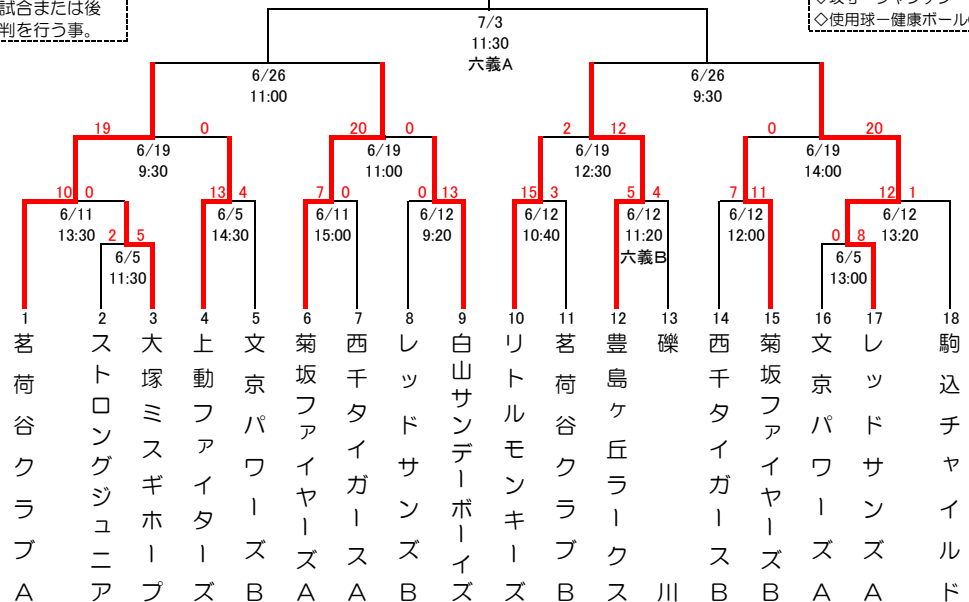 試合または後
判を行う事。
◇使用球ー健康ボール
7/3
11:30
六義A
6/26
11:00
6/26
9:30
19 0
6/19
9:30
20 0
6/19
11:00
2 12
6/19
12:30
0 20
6/19
14:00
10 0
6/11
13:30
13 4
6/5
14:30
7 0
6/11
15:00
0 13
6/12
9:20
15 3
6/12
10:40
5 4
6/12
11:20
六義B
7 11
6/12
12:00
12 1
6/12
13:20
2 5
6/5
11:30
0 8
6/5
13:00
1 茗荷谷クラブA
2 ストロングジュニア
3 大塚ミスギホープ
4 上動ファイターズ
5 文京パワーズB
6 菊坂ファイヤーズA
7 西千タイガースA
8 レッドサンズB
9 白山サンデーボーイズ
10 リトルモンキーズ
11 茗荷谷クラブB
12 豊島ヶ丘ラークス
13 礫川
14 西千タイガースB
15 菊坂ファイヤーズB
16 文京パワーズA
17 レッドサンズA
18 駒込チャイルド